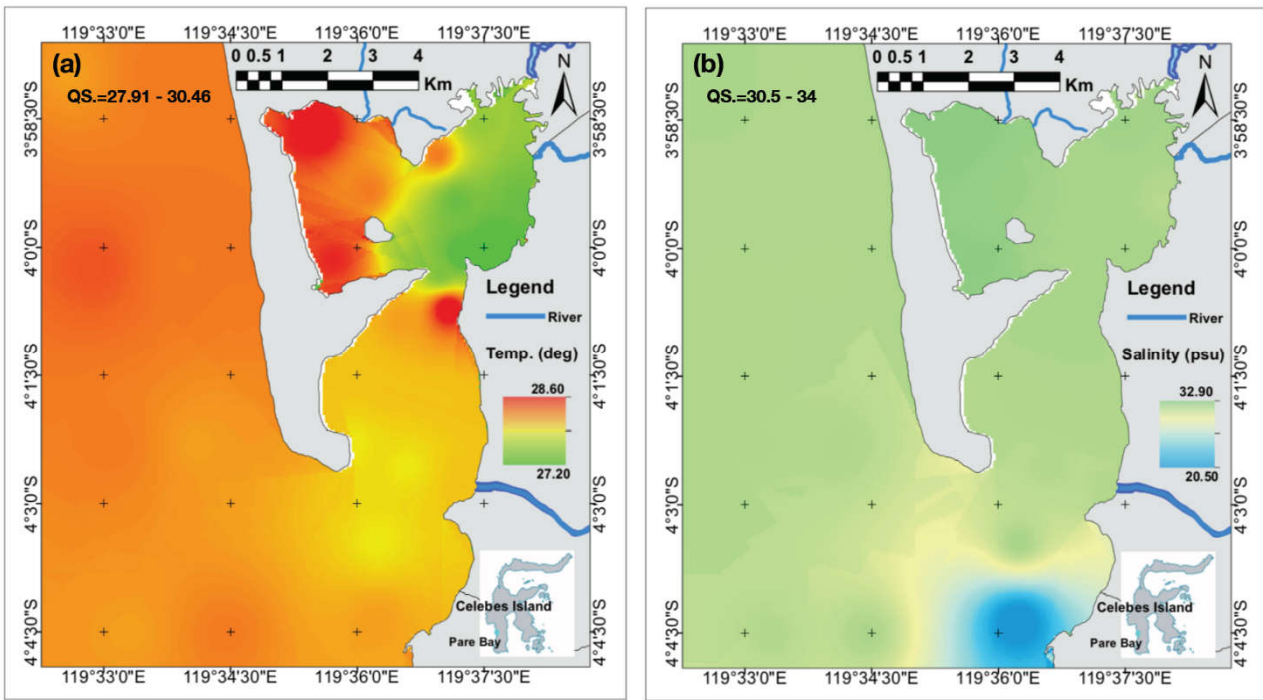 119°33'0"E 119°34'30"E 119°36'0"E 119°37'30"E
(a)
0 0.5 1 2 3 4
Km
N
QS.=27.91 - 30.46
3°58'30"S
4°0'0"S
4°1'30"S
4°3'0"S
4°4'30"S
Legend
River
Temp. (deg)
28.60
27.20
Celebes Island
Pare Bay
3°58'30"S
4°0'0"S
4°1'30"S
4°3'0"S
4°4'30"S
119°33'0"E 119°34'30"E 119°36'0"E 119°37'30"E
119°33'0"E 119°34'30"E 119°36'0"E 119°37'30"E
(b)
0 0.5 1 2 3 4
Km
N
QS.=30.5 - 34
3°58'30"S
4°0'0"S
4°1'30"S
4°3'0"S
4°4'30"S
Legend
River
Salinity (psu)
32.90
20.50
Celebes Island
Pare Bay
3°58'30"S
4°0'0"S
4°1'30"S
4°3'0"S
4°4'30"S
119°33'0"E 119°34'30"E 119°36'0"E 119°37'30"E